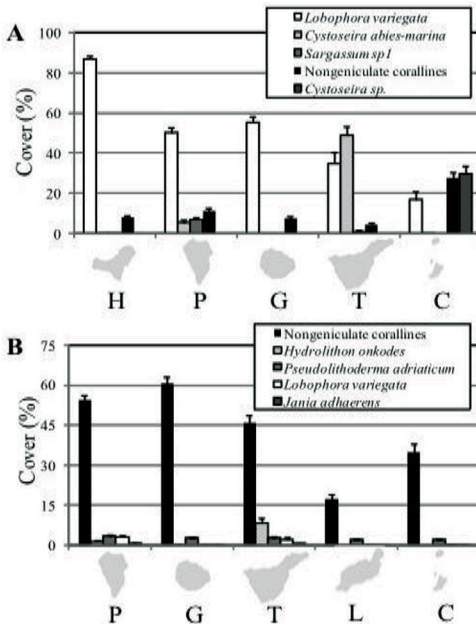 A
Lobophora variegata
Cystoseira abies-marina
Sargassum sp1
Nongeniculate corallines
Cystoseira sp.
Cover (%)
100
80
60
40
20
0
H P G T C
B
Nongeniculate corallines
Hydrolithon onkodes
Pseudolithoderma adriaticum
Lobophora variegata
Jania adhaerens
Cover (%)
75
60
45
30
15
0
P G T L C